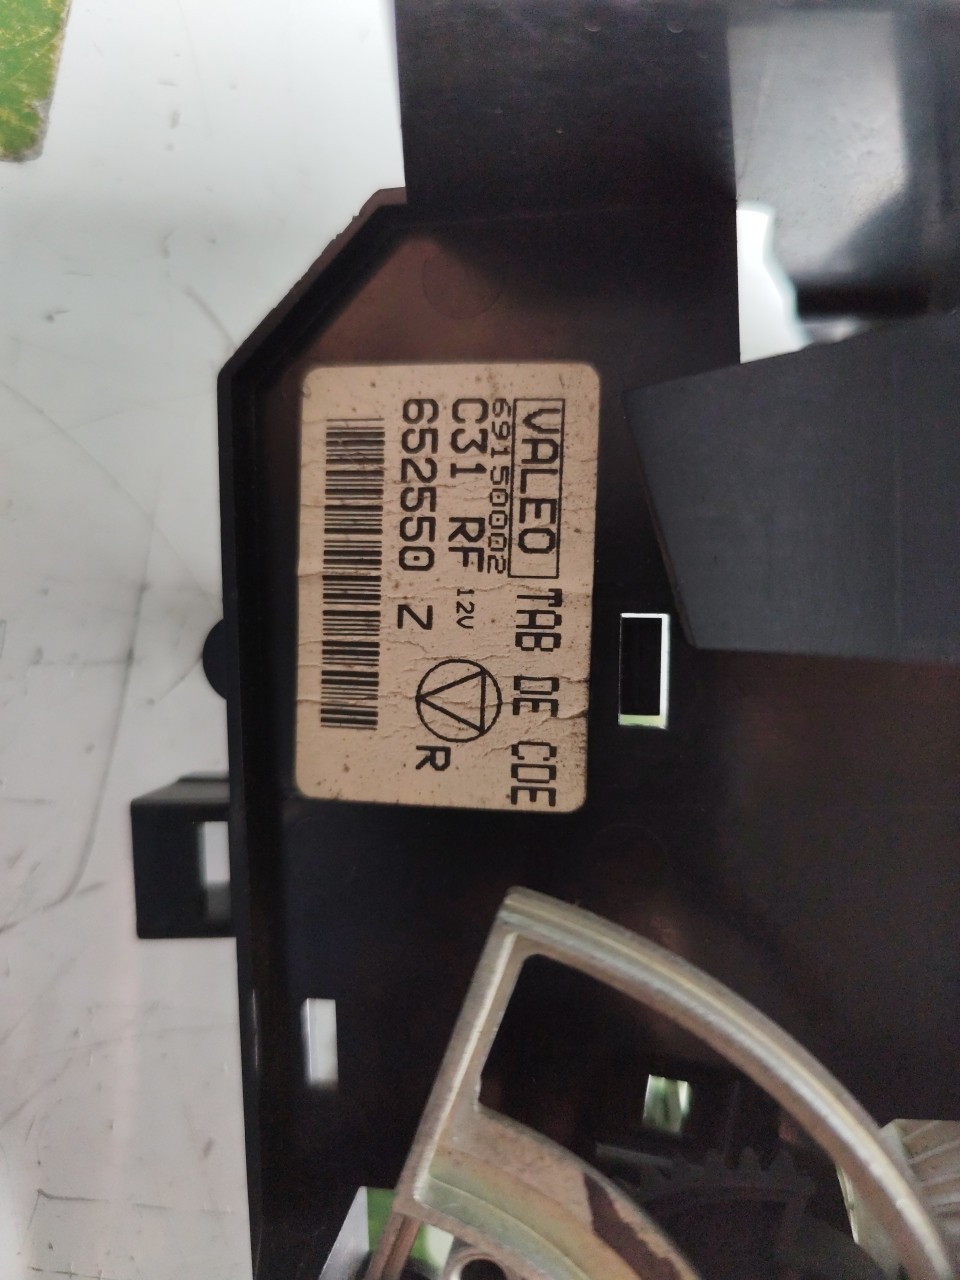 VALEO TAB DE CDE
69150002
C31 RF 12V
652550 Z R